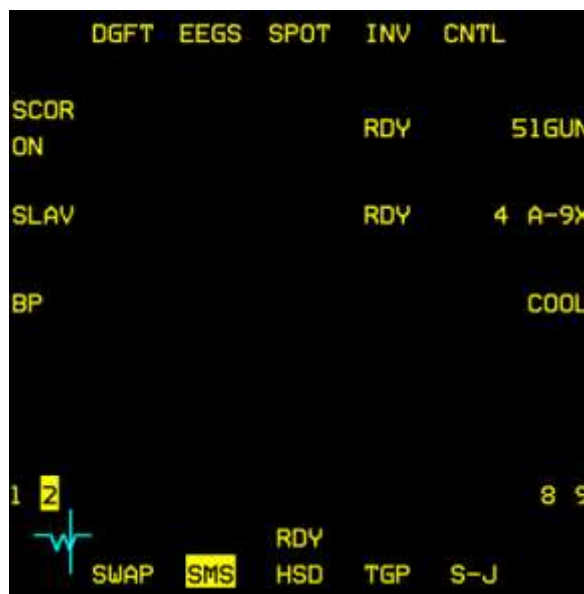 DGFT EEGS SPOT INV CNTL
SCOR RDY 51GUN
ON
SLAV RDY 4 A-9X
BP COOL
1 2 8 9
RDY
SWAP SMS HSD TGP S-J